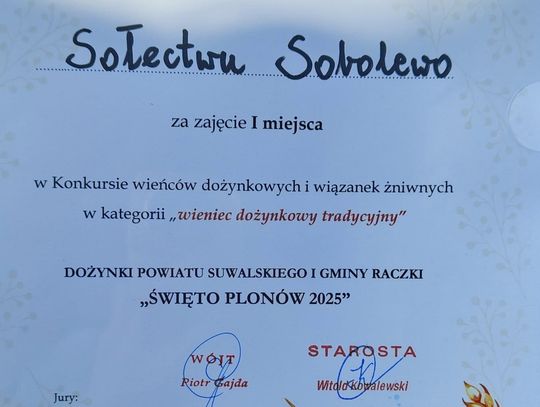 Sołectwu Sobolewo
za zajęcie I miejsca
w Konkursie wieńców dożynkowych i wiązanek żniwnych
w kategorii „wieniec dożynkowy tradycyjny”
DOŻYNKI POWIATU SUWALSKIEGO I GMINY RACZKI
„ŚWIĘTO PLONÓW 2025”
WÓJT
Piotr Gajda
STAROSTA
Witold Kowalewski
Jury: